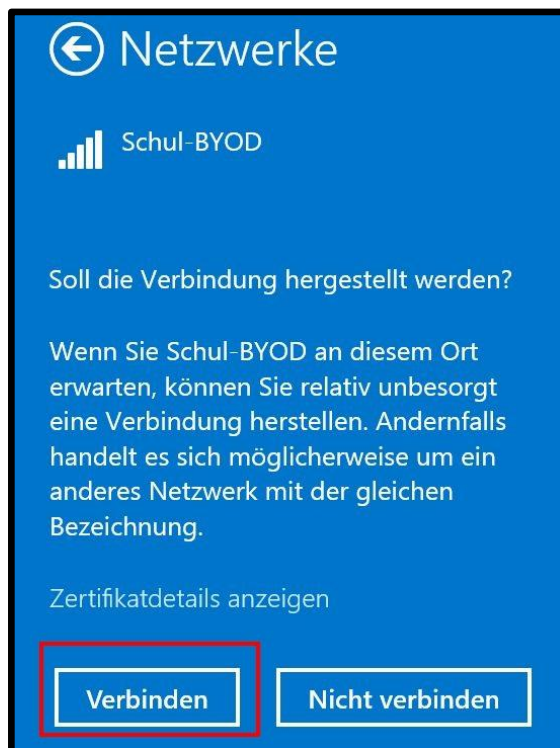 Netzwerke
Schul-BYOD
Soll die Verbindung hergestellt werden?
Wenn Sie Schul-BYOD an diesem Ort
erwarten, können Sie relativ unbesorgt
eine Verbindung herstellen. Andernfalls
handelt es sich möglicherweise um ein
anderes Netzwerk mit der gleichen
Bezeichnung.
Zertifikatdetails anzeigen
Verbinden
Nicht verbinden